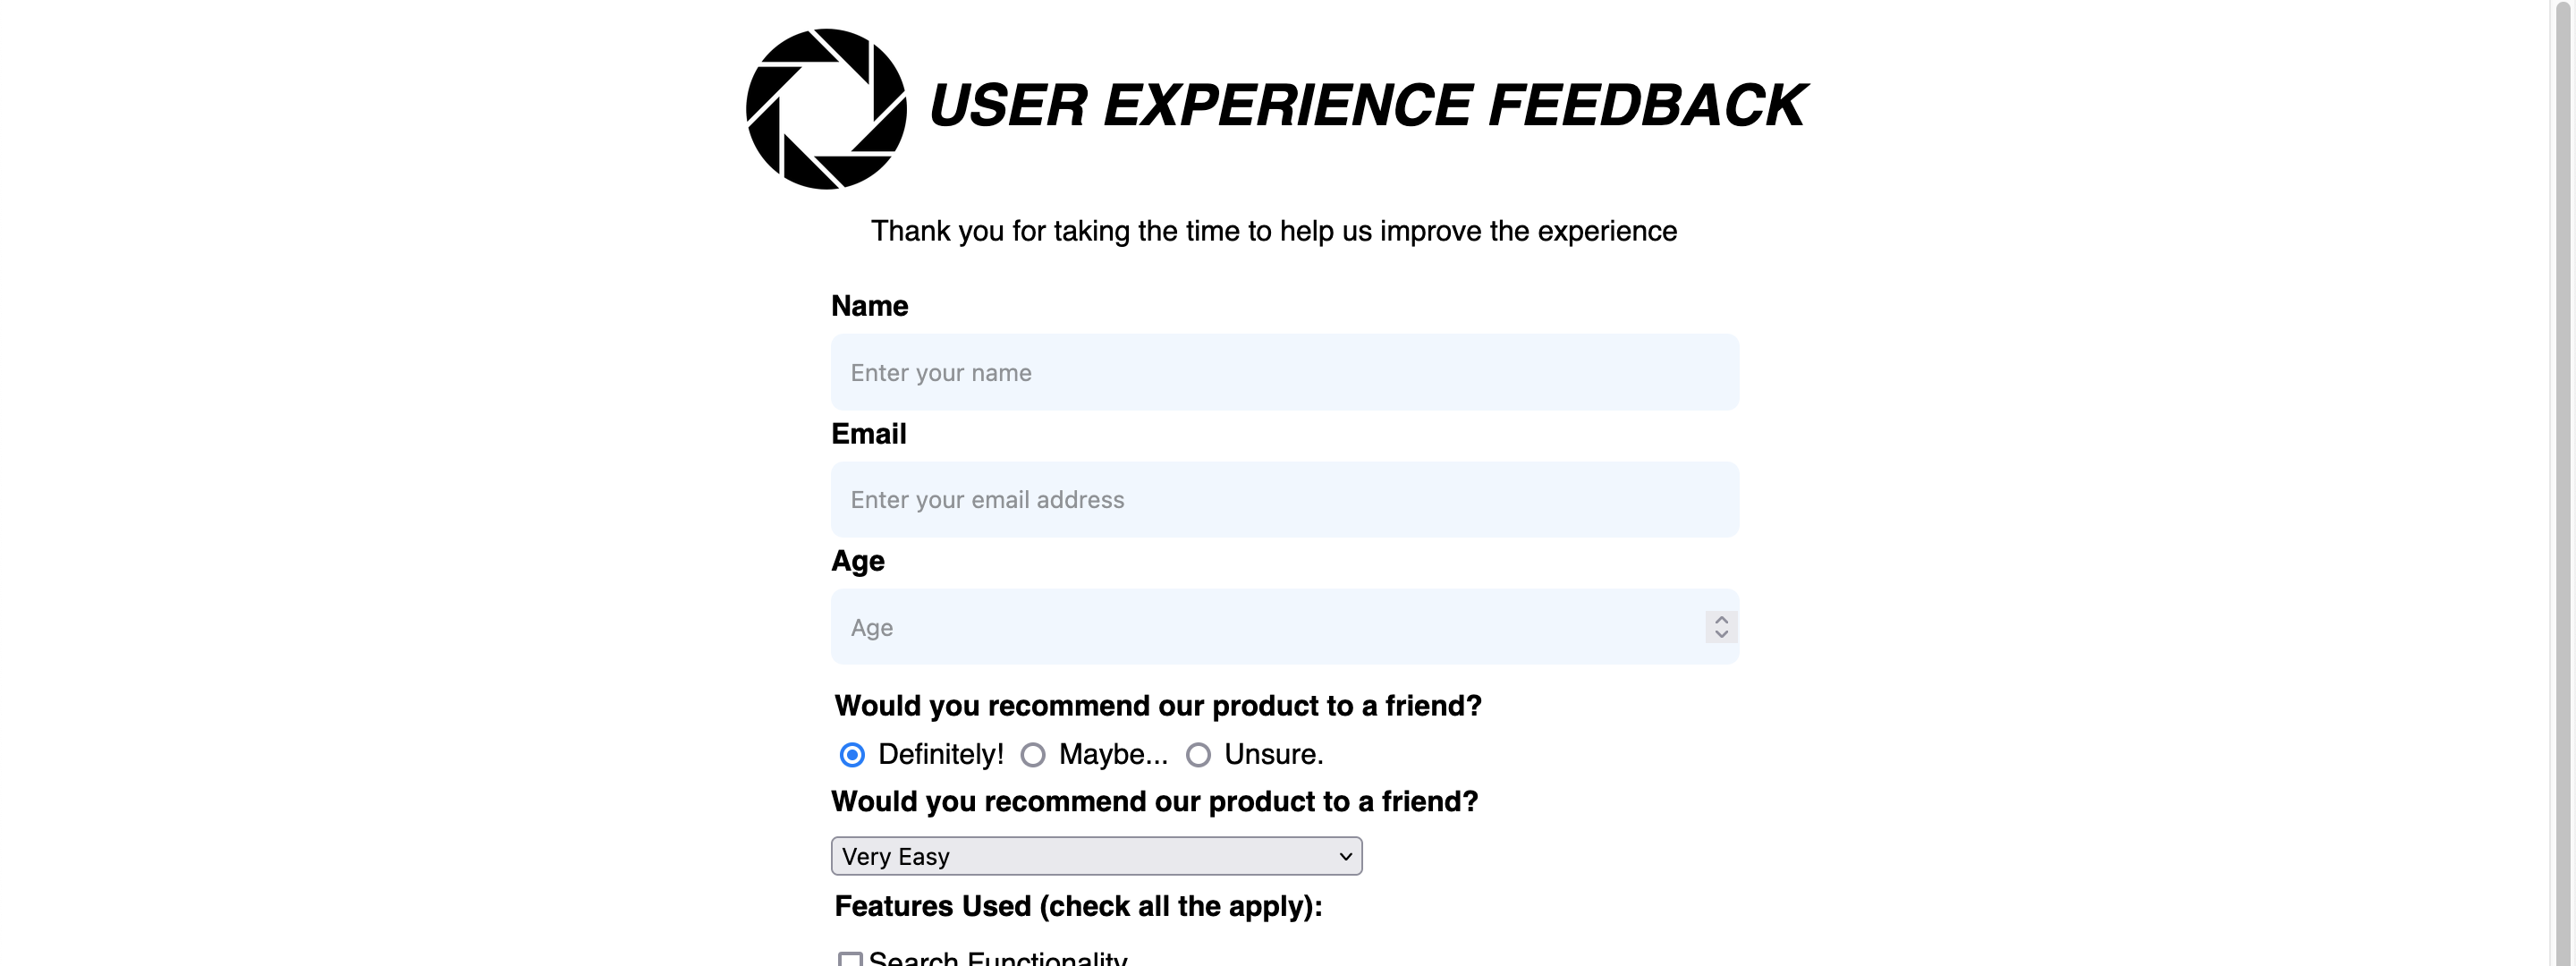 USER EXPERIENCE FEEDBACK
Thank you for taking the time to help us improve the experience
Name
Enter your name
Email
Enter your email address
Age
Age
Would you recommend our product to a friend?
Definitely! Maybe... Unsure.
Would you recommend our product to a friend?
Very Easy
Features Used (check all the apply):
Search Functionality